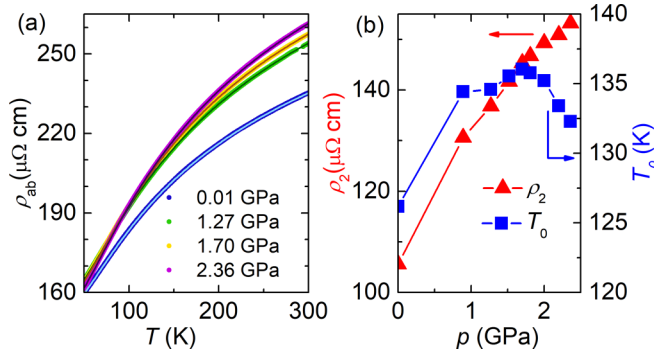 (a)
250
220
190
160
100
200
300
ρab(μΩ cm)
T (K)
0.01 GPa
1.27 GPa
1.70 GPa
2.36 GPa
(b)
140
120
100
0
1
2
ρ2(μΩ cm)
p (GPa)
ρ2
T0
140
135
130
125
120
T0 (K)